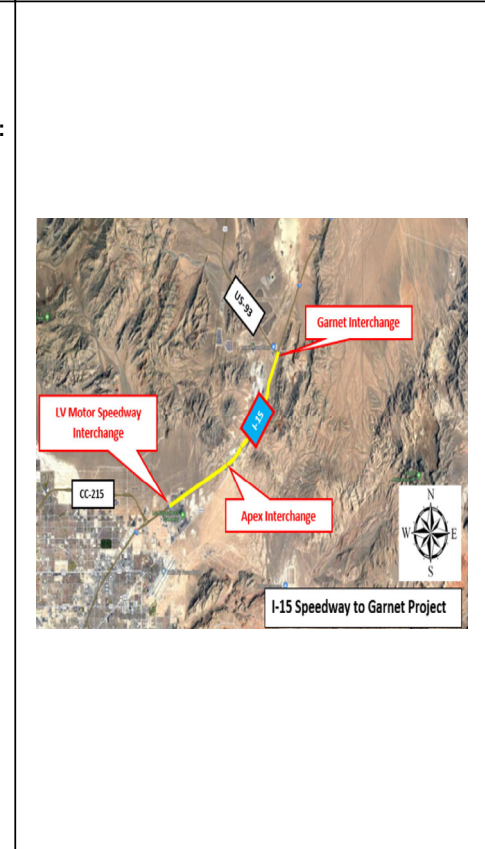 :
US-93
Garnet Interchange
I-15
LV Motor Speedway
Interchange
CC-215
Apex Interchange
N
W E
S
I-15 Speedway to Garnet Project